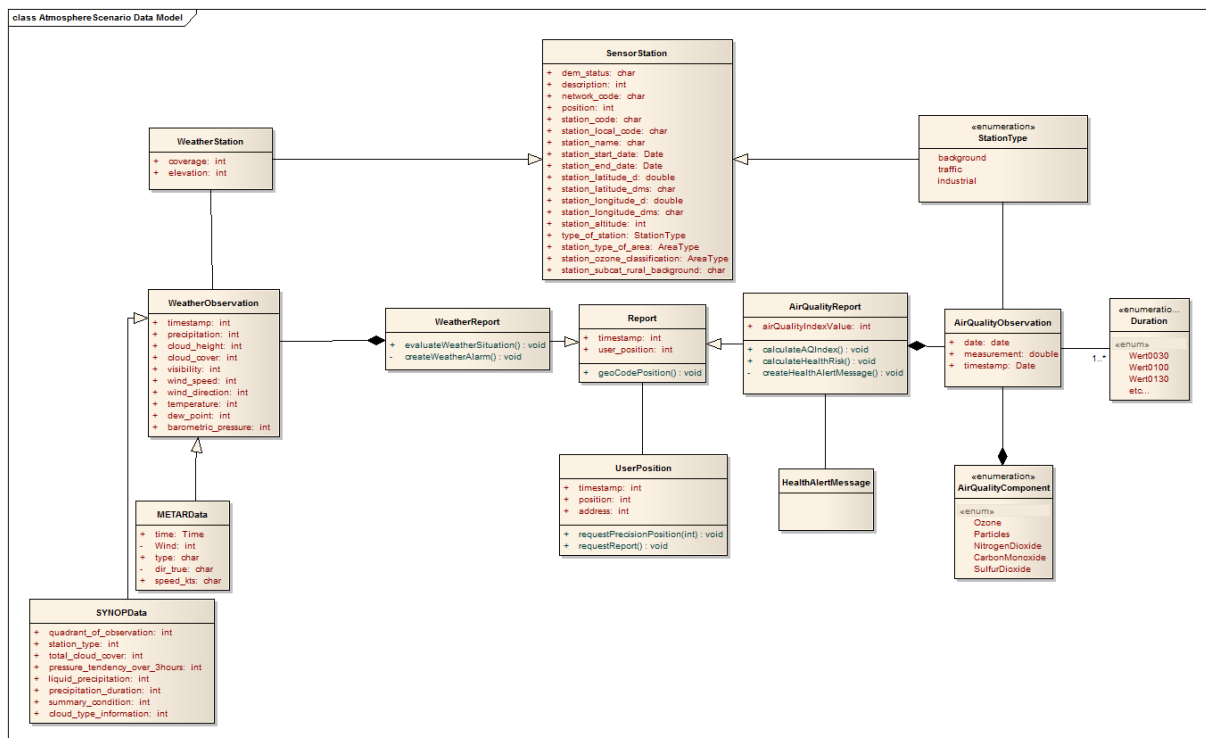 class AtmosphereScenario Data Model
SensorStation
+ dem_status: char
+ description: int
+ network_code: char
+ position: int
+ station_code: char
+ station_local_code: char
+ station_name: char
+ station_start_date: Date
+ station_end_date: Date
+ station_latitude_d: double
+ station_latitude_dms: char
+ station_longitude_d: double
+ station_longitude_dms: char
+ station_altitude: int
+ type_of_station: StationType
+ station_type_of_area: AreaType
+ station_ozone_classification: AreaType
+ station_subcat_rural_background: char
WeatherStation
+ coverage: int
+ elevation: int
«enumeration»
StationType
background
traffic
industrial
WeatherObservation
+ timestamp: int
+ precipitation: int
+ cloud_height: int
+ cloud_cover: int
+ visibility: int
+ wind_speed: int
+ wind_direction: int
+ temperature: int
+ dew_point: int
+ barometric_pressure: int
WeatherReport
+ evaluateWeatherSituation() : void
- createWeatherAlarm() : void
Report
+ timestamp: int
+ user_position: int
+ geoCodePosition() : void
AirQualityReport
+ airQualityIndexValue: int
+ calculateAQIndex() : void
+ calculateHealthRisk() : void
- createHealthAlertMessage() : void
AirQualityObservation
+ date: date
+ measurement: double
+ timestamp: Date
1..*
«enumeratio...
Duration
«enum»
Wert0030
Wert0100
Wert0130
etc...
UserPosition
+ timestamp: int
+ position: int
+ address: int
+ requestPrecisionPosition(int) : void
+ requestReport() : void
HealthAlertMessage
«enumeration»
AirQualityComponent
«enum»
Ozone
Particles
NitrogenDioxide
CarbonMonoxide
SulfurDioxide
METARData
+ time: Time
- Wind: int
+ type: char
- dir_true: char
+ speed_kts: char
SYNOPData
+ quadrant_of_observation: int
+ station_type: int
+ total_cloud_cover: int
+ pressure_tendency_over_3hours: int
+ liquid_precipitation: int
+ precipitation_duration: int
+ summary_condition: int
+ cloud_type_information: int